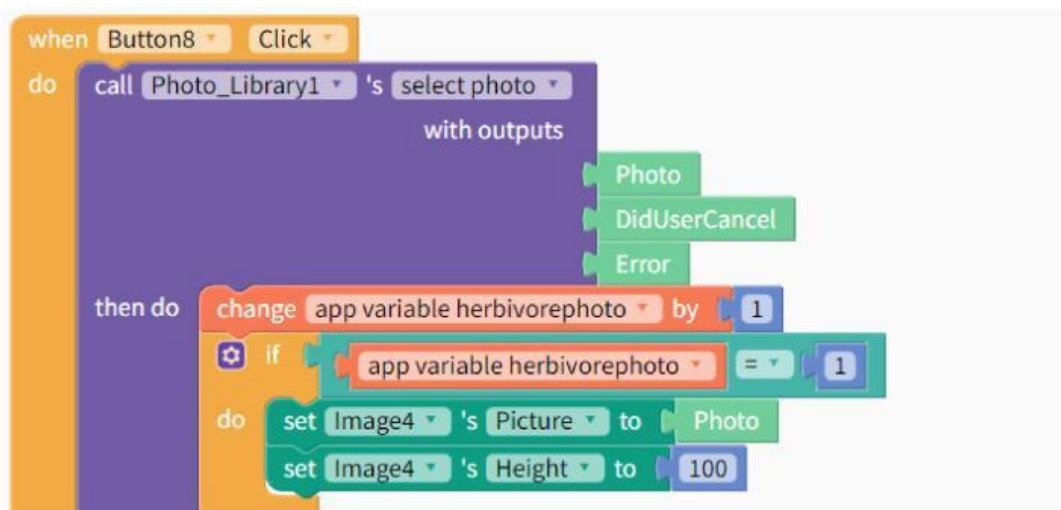 when Button8 Click
do call Photo_Library1 's select photo
with outputs
Photo
DidUserCancel
Error
then do change app variable herbivorephoto by 1
if app variable herbivorephoto = 1
do set Image4 's Picture to Photo
set Image4 's Height to 100